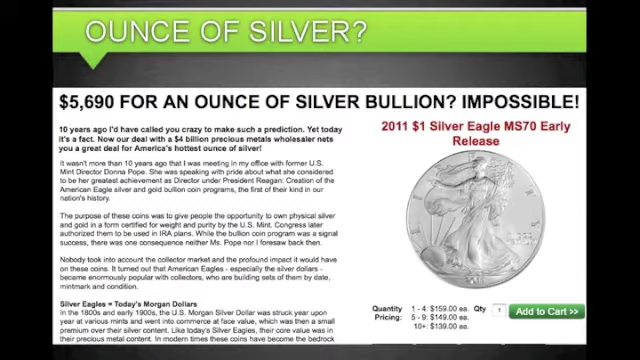 OUNCE OF SILVER?
$5,690 FOR AN OUNCE OF SILVER BULLION? IMPOSSIBLE!
10 years ago I'd have called you crazy to make such a prediction. Yet today
it's a fact. Now our deal with a $4 billion precious metals wholesaler nets
you a great deal for America's hottest ounce of silver!
It wasn't more than 10 years ago that I was meeting in my office with former U.S.
Mint Director Donna Pope. She was speaking with pride about what she considered
to be her greatest achievement as Director under President Reagan: Creation of the
American Eagle silver and gold bullion coin programs, the first of their kind in our
nation's history.
The purpose of these coins was to give people the opportunity to own physical silver
and gold in a form certified for weight and purity by the U.S. Mint. Congress later
authorized them to be used in IRA plans. While the bullion coin program was a signal
success, there was one consequence neither Ms. Pope nor I foresaw back then.
Nobody took into account the collector market and the profound impact it would have
on these coins. It turned out that American Eagles - especially the silver dollars -
became enormously popular with collectors, who are building sets of them by date,
mintmark and condition.
Silver Eagles = Today's Morgan Dollars
In the 1800s and early 1900s, the U.S. Morgan Silver Dollar was struck year upon
year at various mints and went into commerce at face value, which was then a small
premium over their silver content. Like today's Silver Eagles, their core value was in
their precious metal content. In modern times these coins have become the bedrock
2011 $1 Silver Eagle MS70 Early
Release
Quantity 1 - 4: $159.00 ea. Qty 1 Add to Cart >>
Pricing: 5 - 9: $149.00 ea.
10+: $139.00 ea.